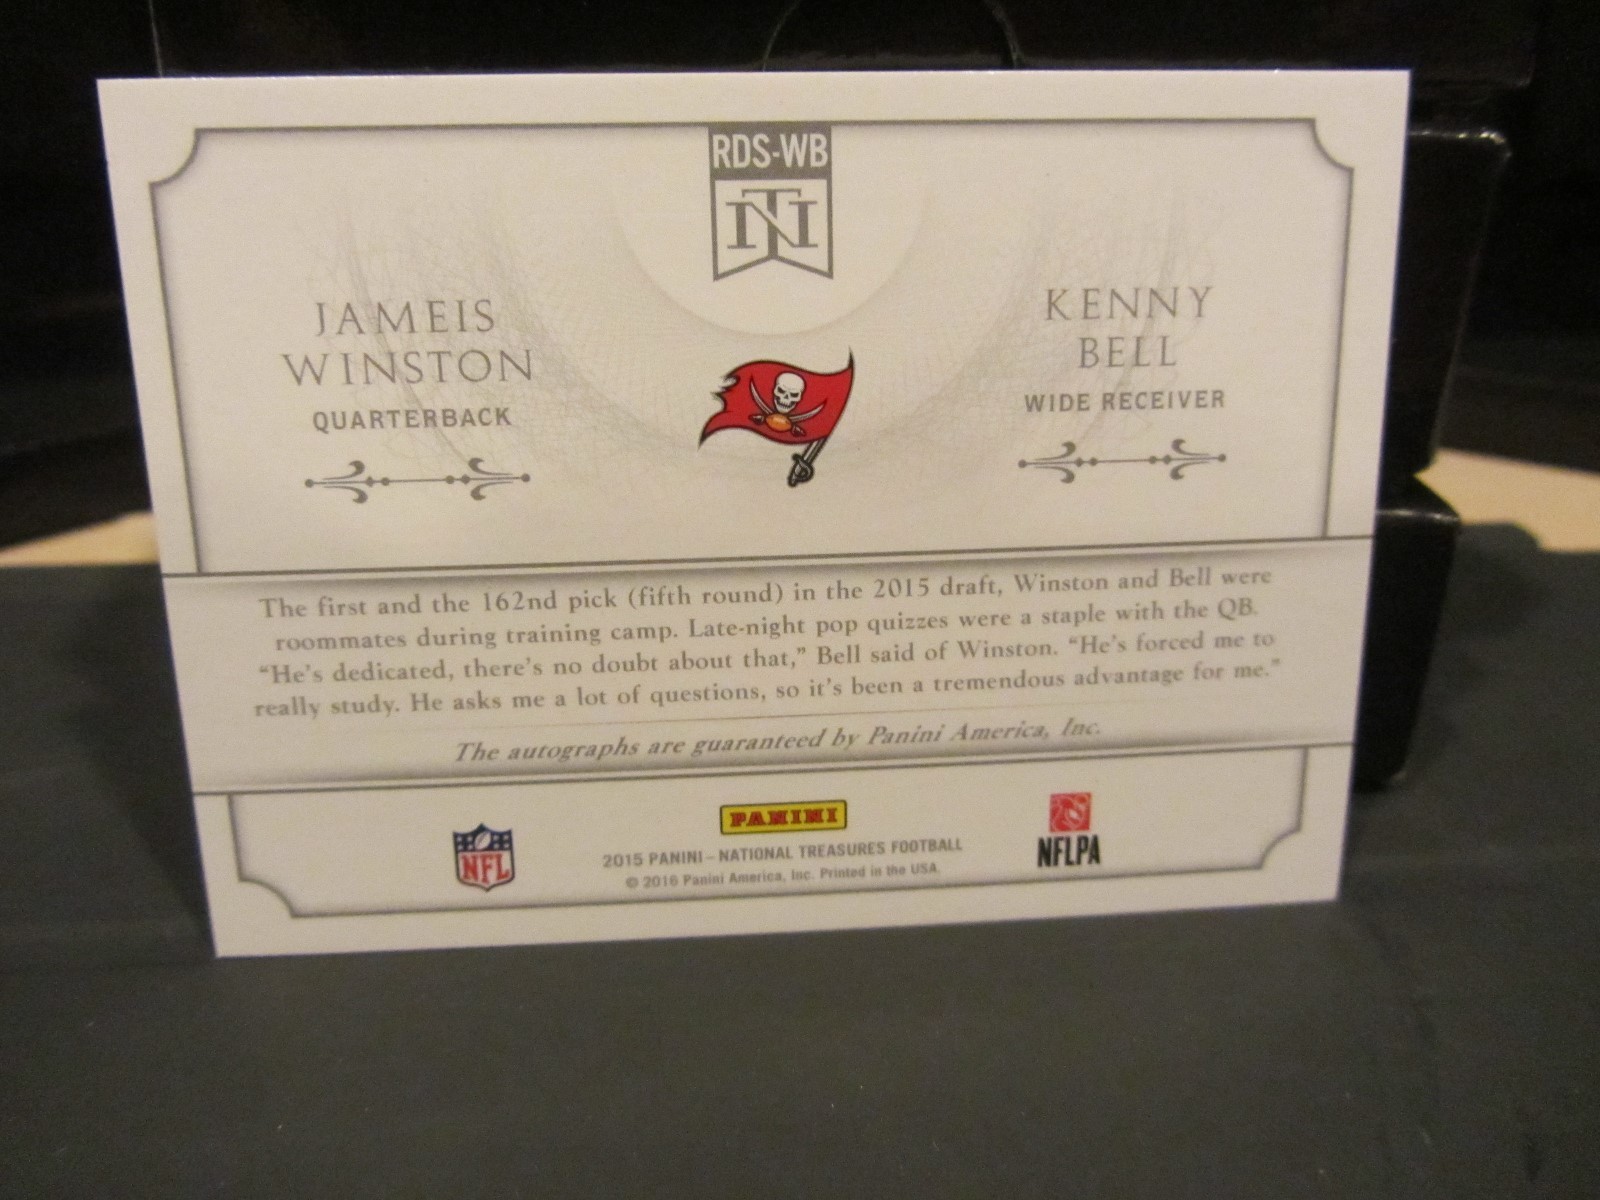 RDS-WB
NT
JAMEIS
WINSTON
QUARTERBACK
KENNY
BELL
WIDE RECEIVER
The first and the 162nd pick (fifth round) in the 2015 draft, Winston and Bell were
roommates during training camp. Late-night pop quizzes were a staple with the QB.
“He’s dedicated, there’s no doubt about that,” Bell said of Winston. “He’s forced me to
really study. He asks me a lot of questions, so it’s been a tremendous advantage for me.”
The autographs are guaranteed by Panini America, Inc.
NFL
PANINI
2015 PANINI – NATIONAL TREASURES FOOTBALL
© 2016 Panini America, Inc. Printed in the USA.
NFLPA